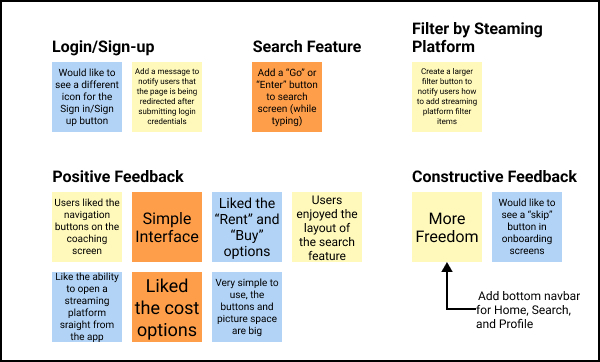 Login/Sign-up
Would like to
see a different
icon for the
Sign in/Sign
up button
Add a message to
notify users that
the page is being
redirected after
submitting login
credentials
Search Feature
Add a “Go” or
“Enter” button
to search
screen (while
typing)
Filter by Steaming
Platform
Create a larger
filter button to
notify users how
to add streaming
platform filter
items
Positive Feedback
Users liked the
navigation
buttons on the
coaching
screen
Simple
Interface
Liked the
“Rent” and
“Buy”
options
Users
enjoyed the
layout of
the search
feature
Like the ability
to open a
streaming
platform
sraight from
the app
Liked
the cost
options
Very simple to
use, the
buttons and
picture space
are big
Constructive Feedback
More
Freedom
Would like to
see a “skip”
button in
onboarding
screens
Add bottom navbar
for Home, Search,
and Profile